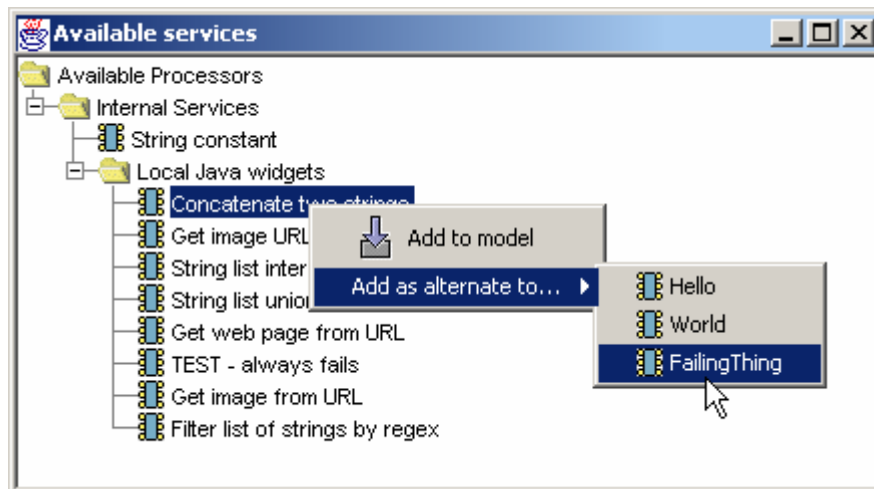 Available services
Available Processors
Internal Services
String constant
Local Java widgets
Concatenate two strings
Get image URL
Add to model
String list inter
Add as alternate to...
Hello
String list union
World
Get web page from URL
TEST - always fails
FailingThing
Get image from URL
Filter list of strings by regex